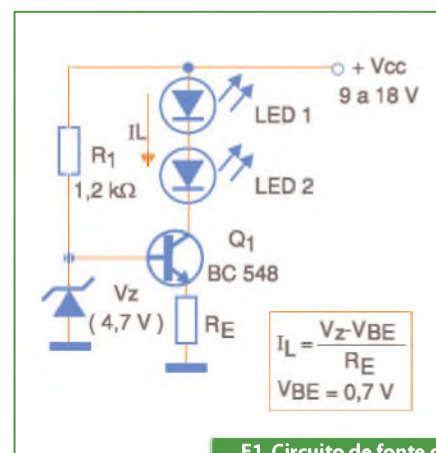 + Vcc
9 a 18 V
LED 1
IL
R1
1,2 kΩ
LED 2
Q1
BC 548
Vz
( 4,7 V )
RE
IL = Vz-VBE
RE
VBE = 0,7 V
F1. Circuito de fonte